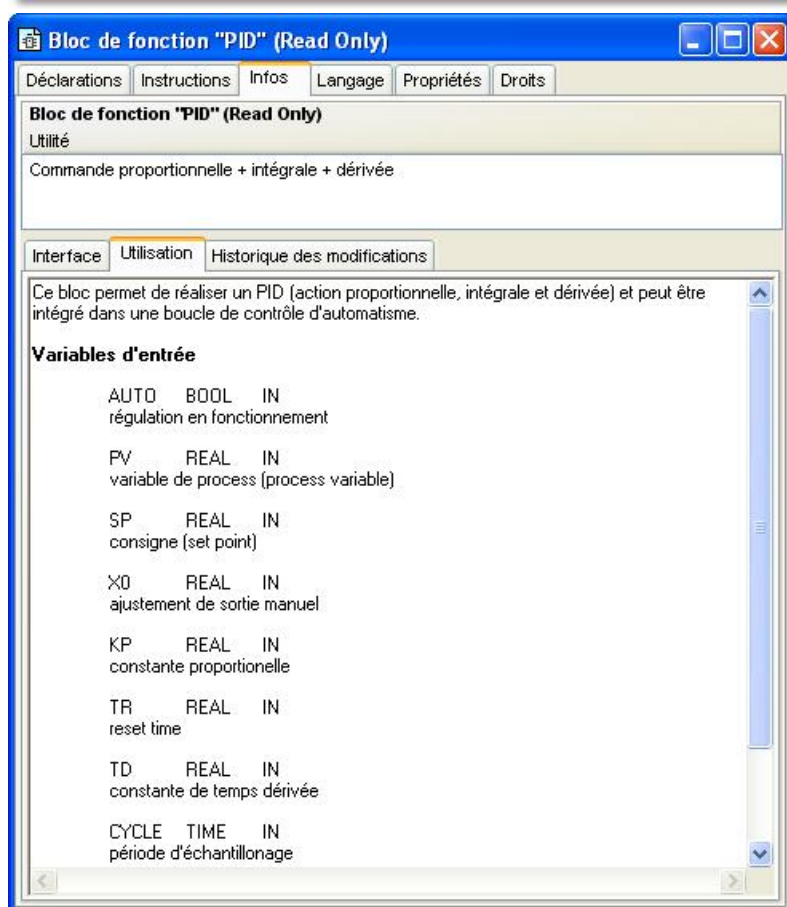 Bloc de fonction "PID" (Read Only)
Déclarations Instructions Infos Langage Propriétés Droits
Bloc de fonction "PID" (Read Only)
Utilité
Commande proportionnelle + intégrale + dérivée
Interface Utilisation Historique des modifications
Ce bloc permet de réaliser un PID (action proportionnelle, intégrale et dérivée) et peut être
intégré dans une boucle de contrôle d'automatisme.
Variables d'entrée
AUTO BOOL IN
régulation en fonctionnement
PV REAL IN
variable de process (process variable)
SP REAL IN
consigne (set point)
X0 REAL IN
ajustement de sortie manuel
KP REAL IN
constante proportionelle
TR REAL IN
reset time
TD REAL IN
constante de temps dérivée
CYCLE TIME IN
période d'échantillonage